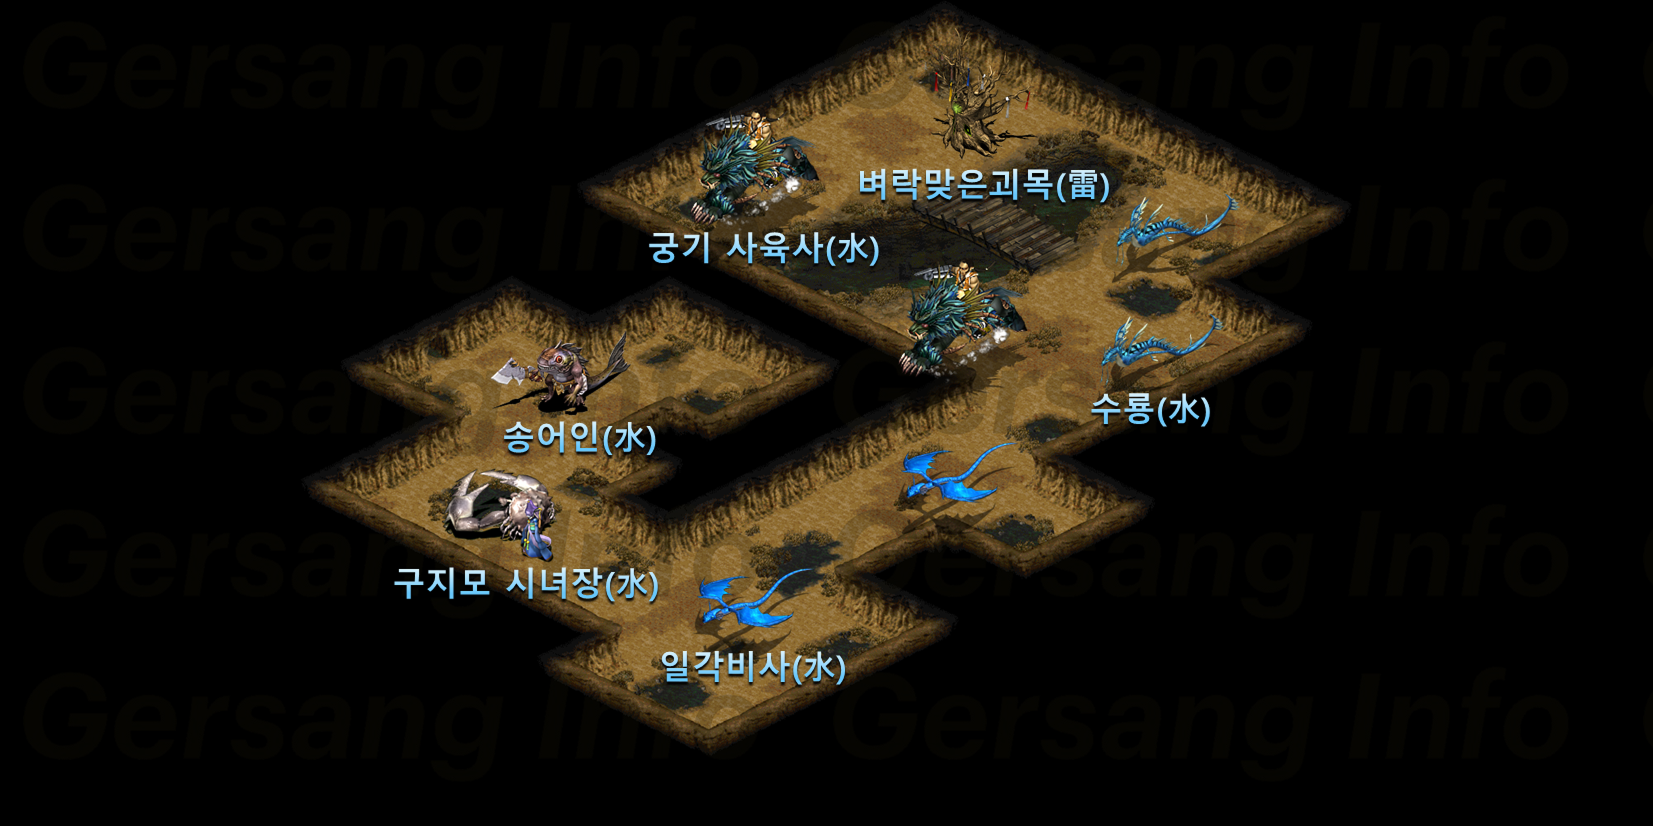 Gersang Info
벼락맞은괴목(雷)
궁기 사육사(水)
수룡(水)
송어인(水)
구지모 시녀장(水)
일각비사(水)